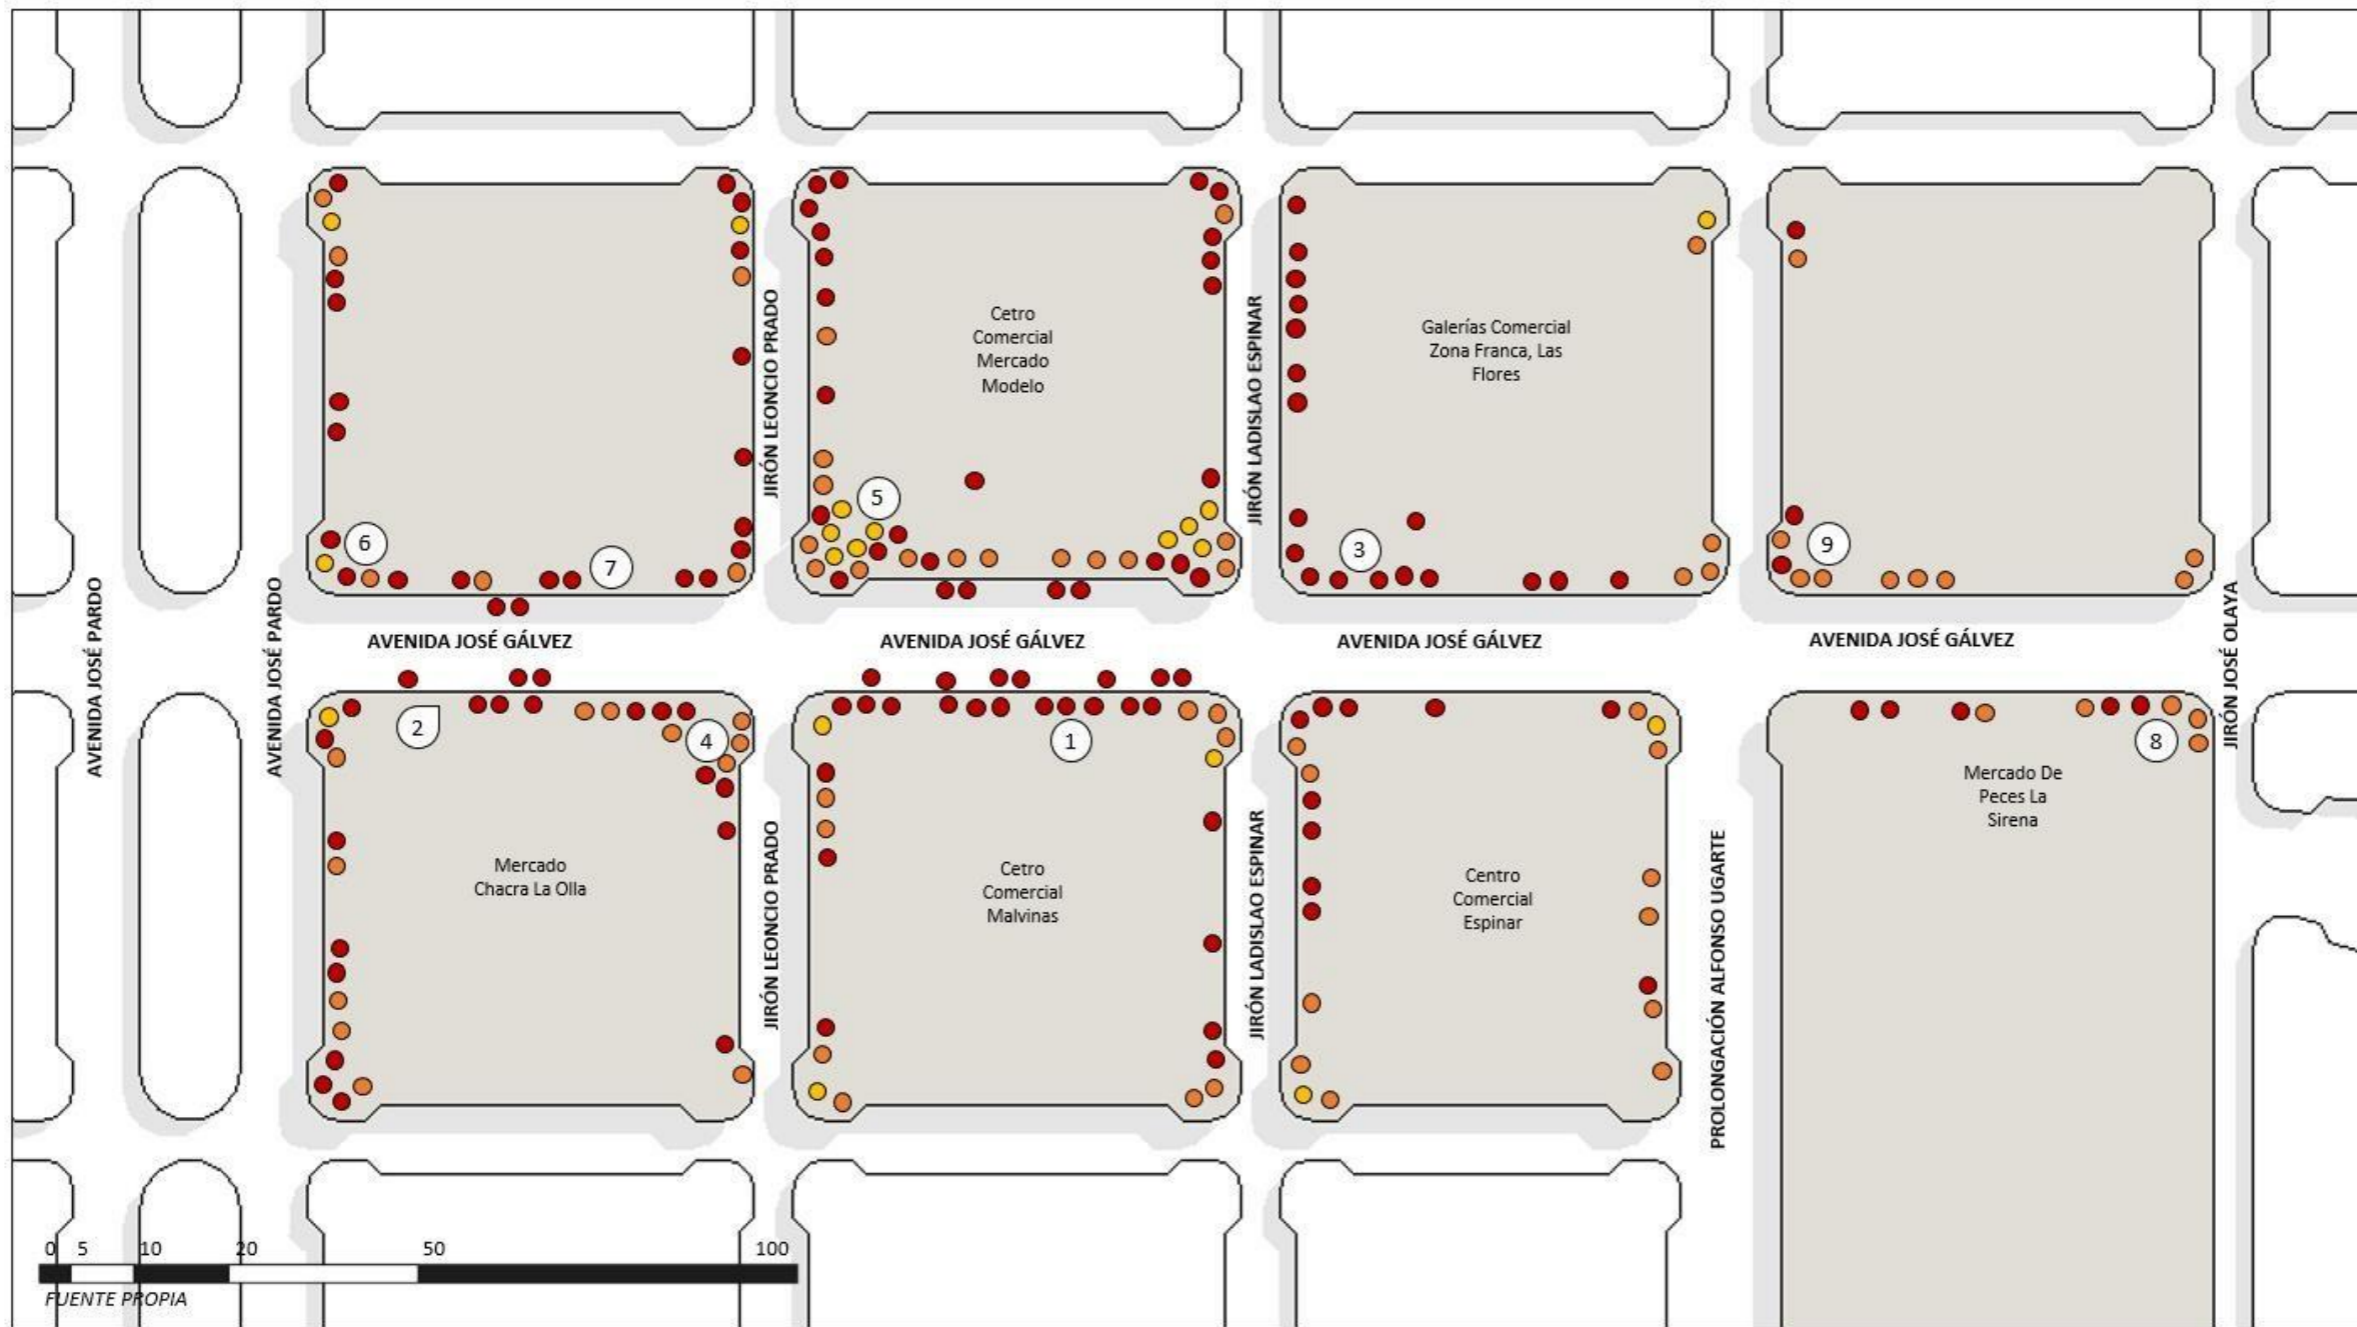 Cetro
Comercial
Mercado
Modelo
Galerías Comercial
Zona Franca, Las
Flores
JIRÓN LEONCIO PRADO
JIRÓN LADISLAO ESPINAR
5
6
7
3
9
AVENIDA JOSÉ PARDO
AVENIDA JOSÉ PARDO
AVENIDA JOSÉ GÁLVEZ
AVENIDA JOSÉ GÁLVEZ
AVENIDA JOSÉ GÁLVEZ
AVENIDA JOSÉ GÁLVEZ
JIRÓN JOSÉ OLAYA
2
4
1
8
Mercado
Chacra La Olla
JIRÓN LEONCIO PRADO
Cetro
Comercial
Malvinas
JIRÓN LADISLAO ESPINAR
Centro
Comercial
Espinar
PROLONGACIÓN ALFONSO UGARTE
Mercado De
Peces La
Sirena
0 5 10 20 50 100
FUENTE PROPIA